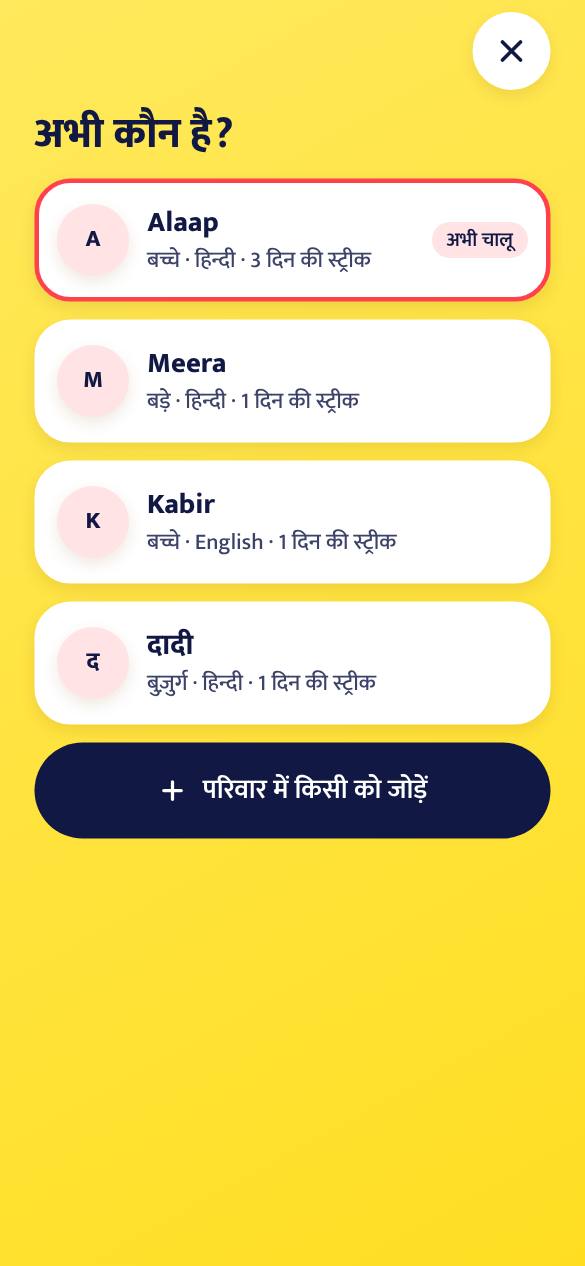 अभी कौन है?
A
Alaap
बच्चे · हिन्दी · 3 दिन की स्ट्रीक
अभी चालू
M
Meera
बड़े · हिन्दी · 1 दिन की स्ट्रीक
K
Kabir
बच्चे · English · 1 दिन की स्ट्रीक
द
दादी
बुज़ुर्ग · हिन्दी · 1 दिन की स्ट्रीक
+ परिवार में किसी को जोड़ें